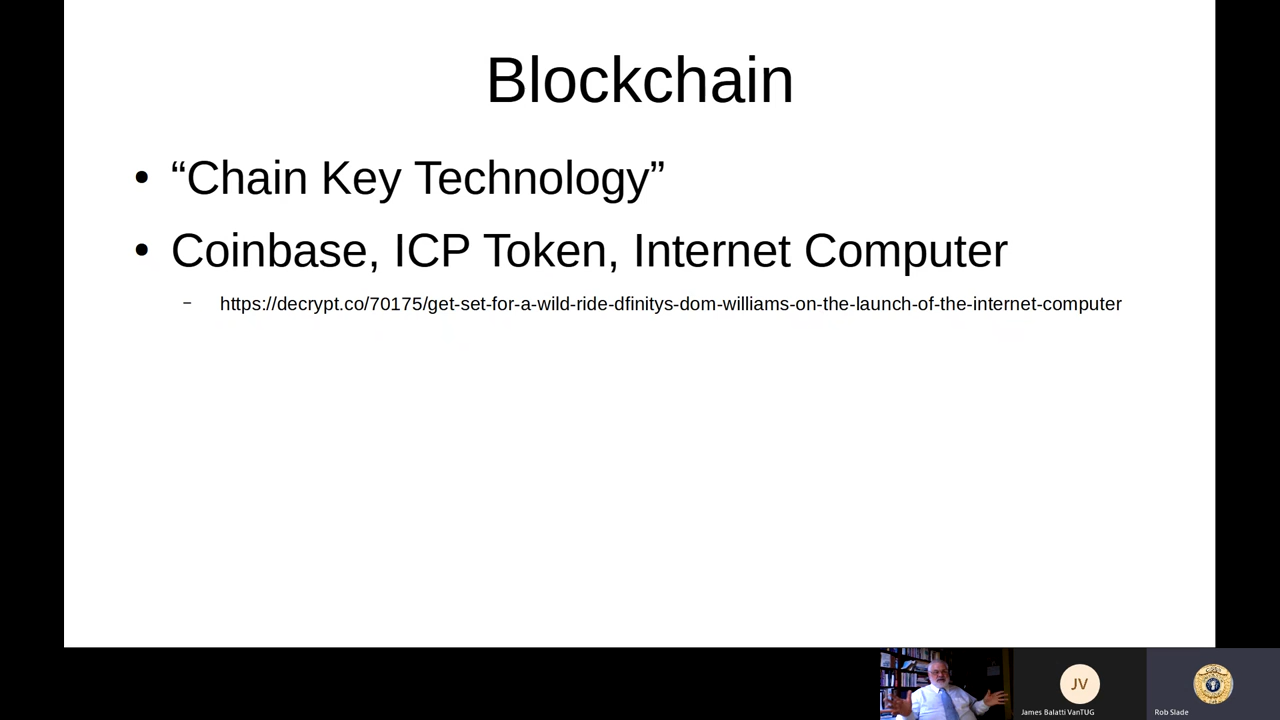 Blockchain
• “Chain Key Technology”
• Coinbase, ICP Token, Internet Computer
– https://decrypt.co/70175/get-set-for-a-wild-ride-dfinitys-dom-williams-on-the-launch-of-the-internet-computer
JV
James Balatti VanTUG
Rob Slade